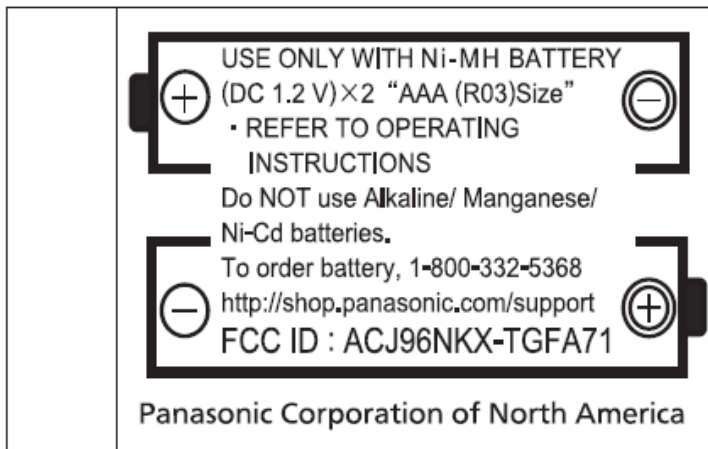 USE ONLY WITH Ni-MH BATTERY
(DC 1.2 V)×2 “AAA (R03)Size”
・REFER TO OPERATING
INSTRUCTIONS
Do NOT use Alkaline/ Manganese/
Ni-Cd batteries.
To order battery, 1-800-332-5368
http://shop.panasonic.com/support
FCC ID : ACJ96NKX-TGFA71
Panasonic Corporation of North America